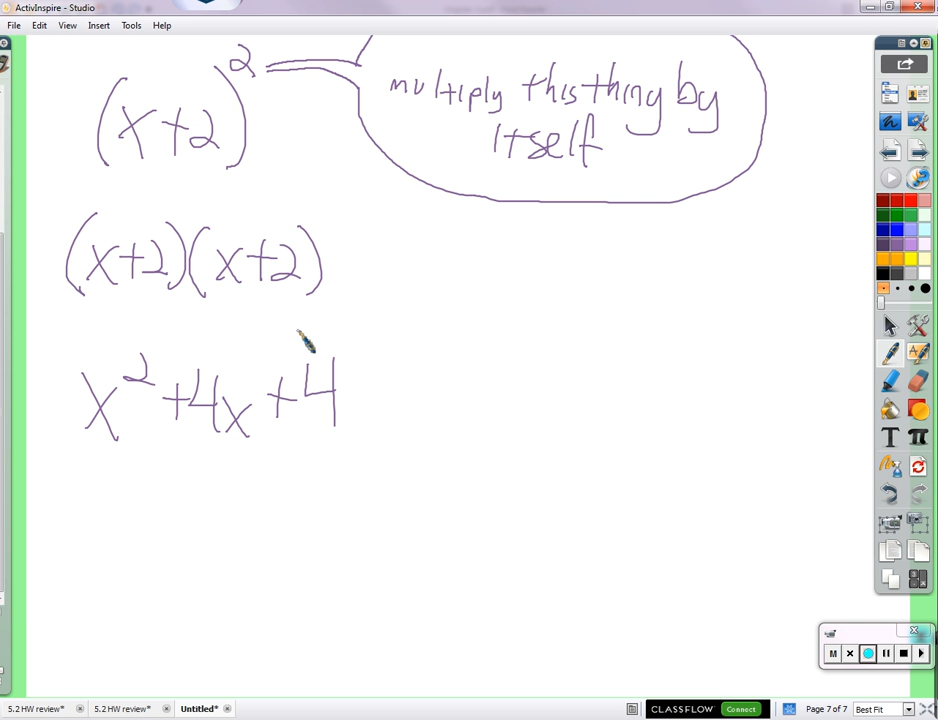 ActivInspire - Studio
File Edit View Insert Tools Help
(x+2)²
multiply this thing by
itself
(x+2)(x+2)
x² +4x +4
M
5.2 HW review* 5.2 HW review* Untitled* CLASSFLOW Connect Page 7 of 7 Best Fit